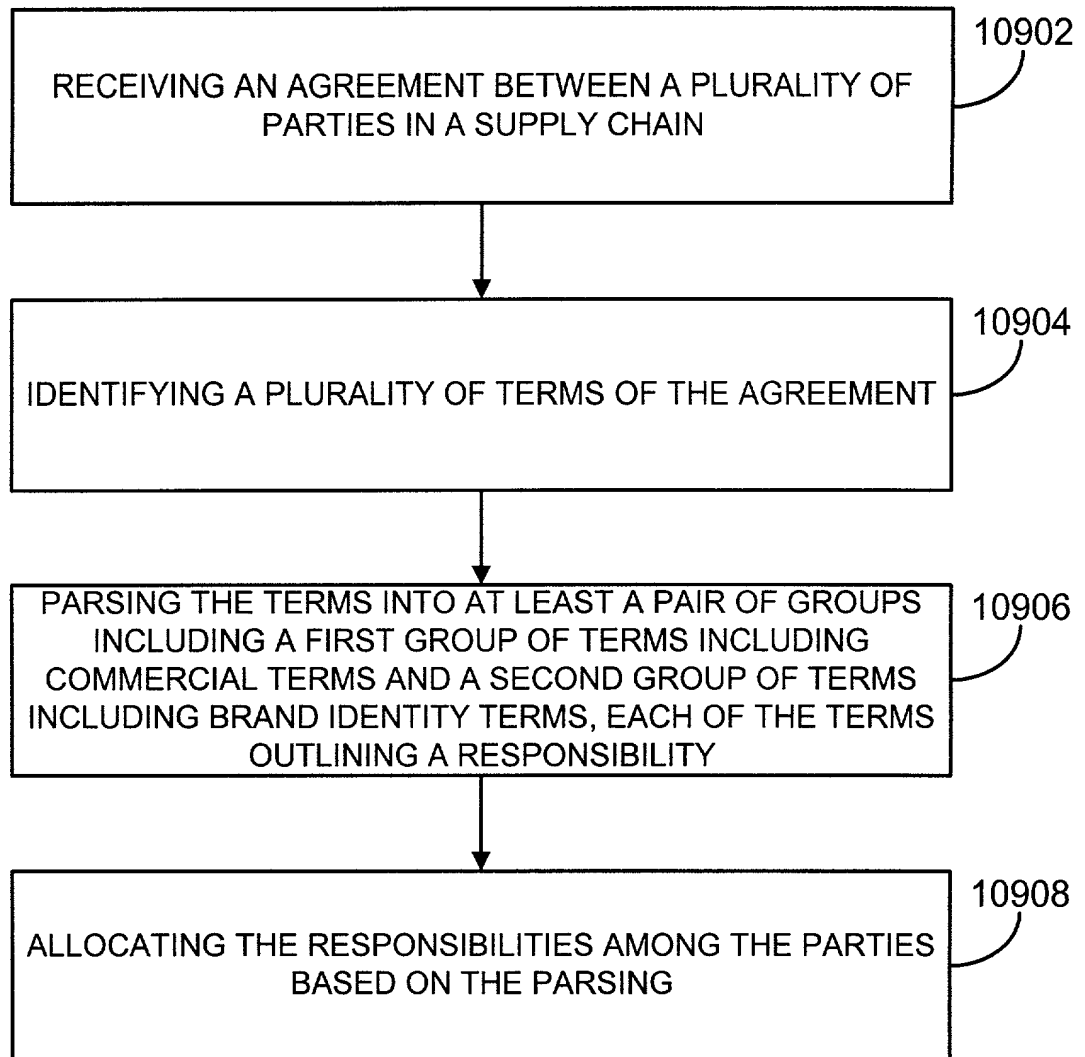 10902
RECEIVING AN AGREEMENT BETWEEN A PLURALITY OF
PARTIES IN A SUPPLY CHAIN
10904
IDENTIFYING A PLURALITY OF TERMS OF THE AGREEMENT
10906
PARSING THE TERMS INTO AT LEAST A PAIR OF GROUPS
INCLUDING A FIRST GROUP OF TERMS INCLUDING
COMMERCIAL TERMS AND A SECOND GROUP OF TERMS
INCLUDING BRAND IDENTITY TERMS, EACH OF THE TERMS
OUTLINING A RESPONSIBILITY
10908
ALLOCATING THE RESPONSIBILITIES AMONG THE PARTIES
BASED ON THE PARSING